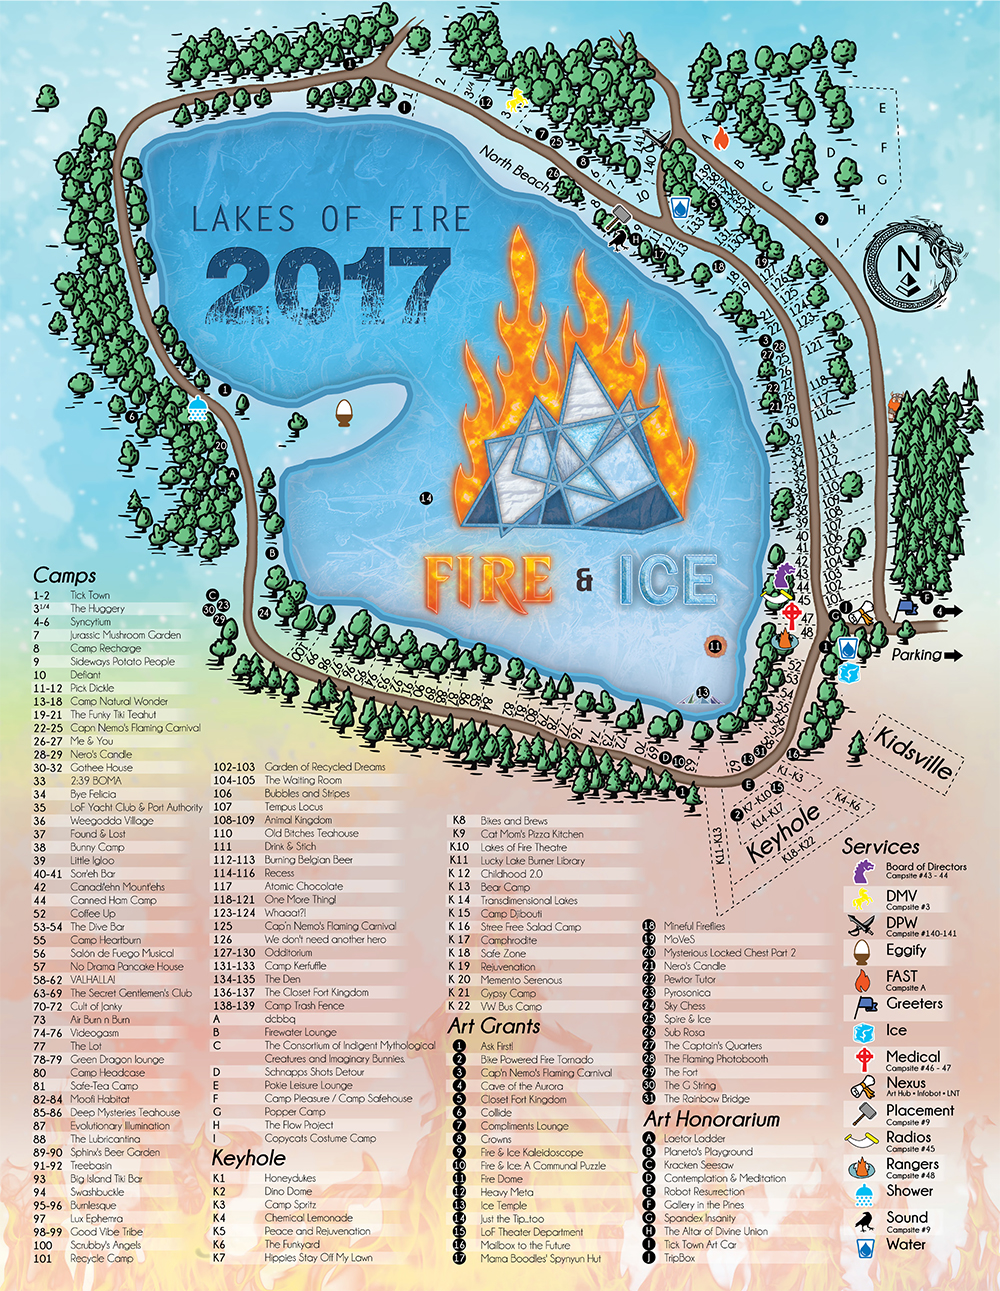 LAKES OF FIRE
2017
North Beach
N
FIRE & ICE
Parking
Kidsville
Keyhole
K1-K3
K4-K6
K7-K10
K14-K17
K18-K22
K11-K13
Camps
1-2 Tick Town
3 1/4 The Huggery
4-6 Syncytium
7 Jurassic Mushroom Garden
8 Camp Recharge
9 Sideways Potato People
10 Defiant
11-12 Pick Dickle
13-18 Camp Natural Wonder
19-21 The Funky Tiki Teahut
22-25 Capn Nemo's Flaming Carnival
26-27 Me & You
28-29 Nero's Candle
30-32 Gothee House
33 2:39 BOMA
34 Bye Felicia
35 LoF Yacht Club & Port Authority
36 Weegodda Village
37 Found & Lost
38 Bunny Camp
39 Little Igloo
40-41 Son'eh Bar
42 Canadi'ehn Mount'ehs
44 Canned Ham Camp
52 Coffee Up
53-54 The Dive Bar
55 Camp Heartburn
56 Salón de Fuego Musical
57 No Drama Pancake House
58-62 VALHALLA!
63-69 The Secret Gentlemen's Club
70-72 Cult of Janky
73 Air Burn n Burn
74-76 Videogasm
77 The Lot
78-79 Green Dragon lounge
80 Camp Headcase
81 Safe-Tea Camp
82-84 Moofi Habitat
85-86 Deep Mysteries Teahouse
87 Evolutionary Illumination
88 The Lubricantina
89-90 Sphinx's Beer Garden
91-92 Treebasin
93 Big Island Tiki Bar
94 Swashbuckle
95-96 Burnlesque
97 Lux Ephemra
98-99 Good Vibe Tribe
100 Scrubby's Angels
101 Recycle Camp
102-103 Garden of Recycled Dreams
104-105 The Waiting Room
106 Bubbles and Stripes
107 Tempus Locus
108-109 Animal Kingdom
110 Old Bitches Teahouse
111 Drink & Stich
112-113 Burning Belgian Beer
114-116 Recess
117 Atomic Chocolate
118-121 One More Thing!
123-124 Whaaat?!
125 Cap'n Nemo's Flaming Carnival
126 We don't need another hero
127-130 Odditorium
131-133 Camp Kerfuffle
134-135 The Den
136-137 The Closet Fort Kingdom
138-139 Camp Trash Fence
A dcbbq
B Firewater Lounge
C The Consortium of Indigent Mythological
Creatures and Imaginary Bunnies.
D Schnapps Shots Detour
E Pokie Leisure Lounge
F Camp Pleasure / Camp Safehouse
G Popper Camp
H The Flow Project
I Copycats Costume Camp
Keyhole
K1 Honeydukes
K2 Dino Dome
K3 Camp Spritz
K4 Chemical Lemonade
K5 Peace and Rejuvenation
K6 The Funkyard
K7 Hippies Stay Off My Lawn
K8 Bikes and Brews
K9 Cat Mom's Pizza Kitchen
K10 Lakes of Fire Theatre
K11 Lucky Lake Burner Library
K 12 Childhood 2.0
K 13 Bear Camp
K 14 Transdimensional Lakes
K 15 Camp Djibouti
K 16 Stree Free Salad Camp
K 17 Camphrodite
K 18 Safe Zone
K 19 Rejuvenation
K 20 Memento Serenous
K 21 Gypsy Camp
K 22 VW Bus Camp
Art Grants
1 Ask First!
2 Bike Powered Fire Tornado
3 Cap'n Nemo's Flaming Carnival
4 Cave of the Aurora
5 Closet Fort Kingdom
6 Collide
7 Compliments Lounge
8 Crowns
9 Fire & Ice Kaleidoscope
10 Fire & Ice: A Communal Puzzle
11 Fire Dome
12 Heavy Meta
13 Ice Temple
14 Just the Tip...too
15 LoF Theater Department
16 Mailbox to the Future
17 Mama Boodles' Spynyun Hut
18 Mineful Fireflies
19 MoVeS
20 Mysterious Locked Chest Part 2
21 Nero's Candle
22 Pewtor Tutor
23 Pyrosonica
24 Sky Chess
25 Spire & Ice
26 Sub Rosa
27 The Captain's Quarters
28 The Flaming Photobooth
29 The Fort
30 The G String
31 The Rainbow Bridge
Art Honorarium
A Laetor Ladder
B Planeto's Playground
C Kracken Seesaw
D Contemplation & Meditation
E Robot Resurrection
F Gallery in the Pines
G Spandex Insanity
H The Altar of Divine Union
I Tick Town Art Car
J TripBox
Services
Board of Directors
Campsite #43 - 44
DMV
Campsite #3
DPW
Campsite #140-141
Eggify
FAST
Campsite A
Greeters
Ice
Medical
Campsite #46 - 47
Nexus
Art Hub • Infobot • LNT
Placement
Campsite #9
Radios
Campsite #45
Rangers
Campsite #48
Shower
Sound
Campsite #9
Water